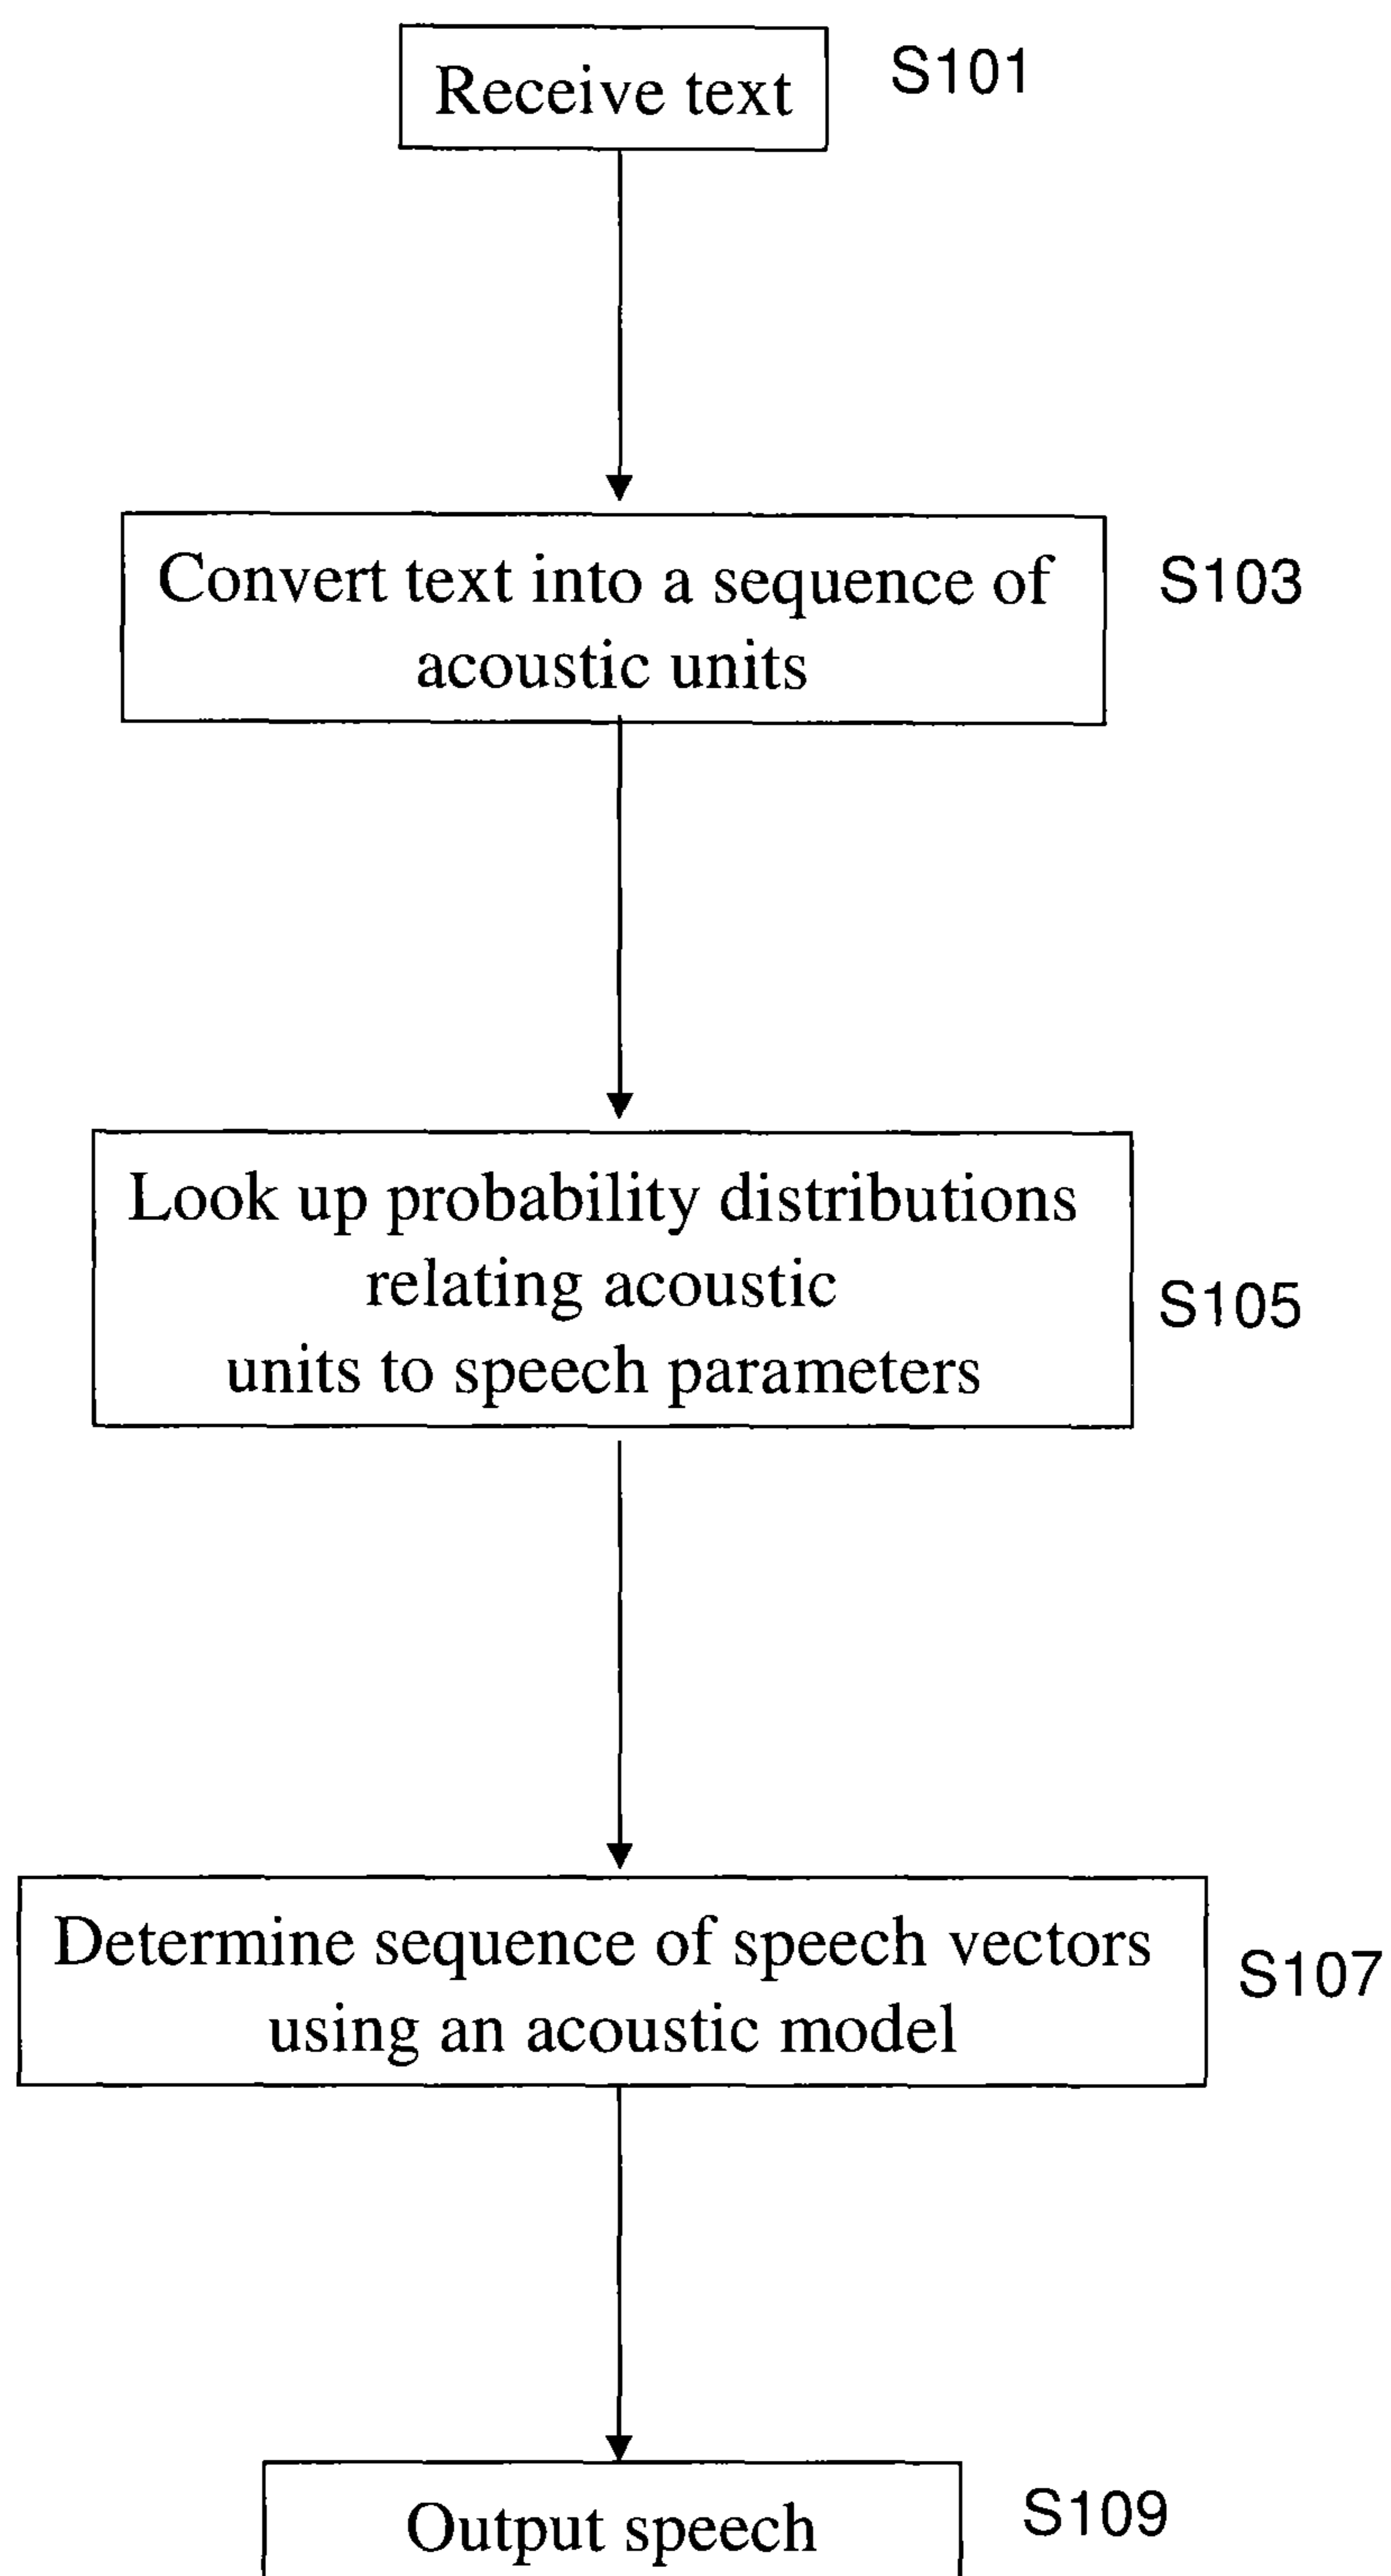 Receive text
S101
Convert text into a sequence of
acoustic units
S103
Look up probability distributions
relating acoustic
units to speech parameters
S105
Determine sequence of speech vectors
using an acoustic model
S107
Output speech
S109